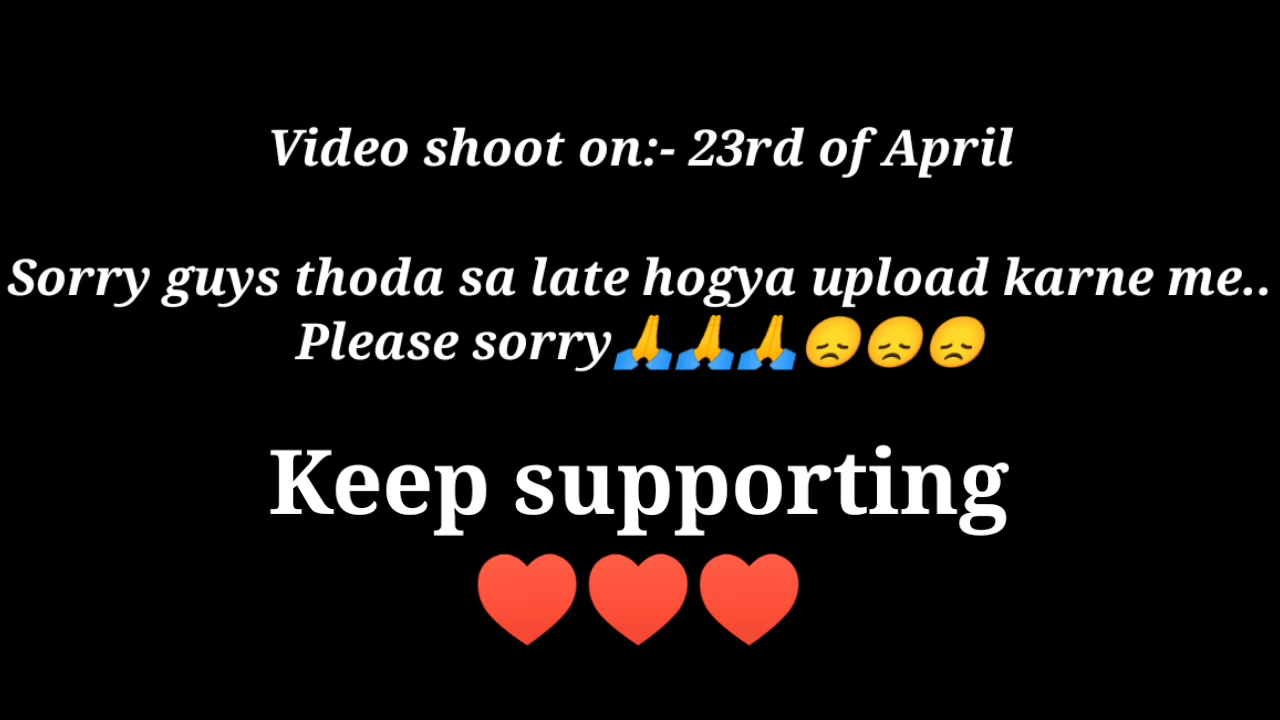 Video shoot on:- 23rd of April
Sorry guys thoda sa late hogya upload karne me..
Please sorry🙏🙏🙏😞😞😞
Keep supporting
♥️♥️♥️